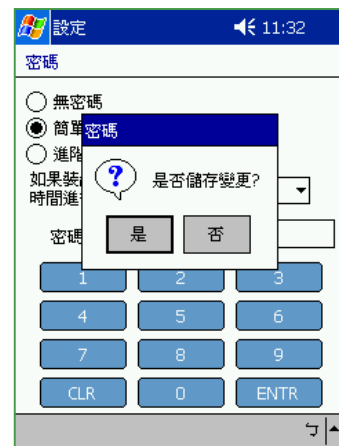 設定 11:32
密碼
無密碼
簡單
密碼
進階
是否儲存變更?
如果裝
時間進
是 否
密碼
1 2 3
4 5 6
7 8 9
CLR 0 ENTR
ㄅ